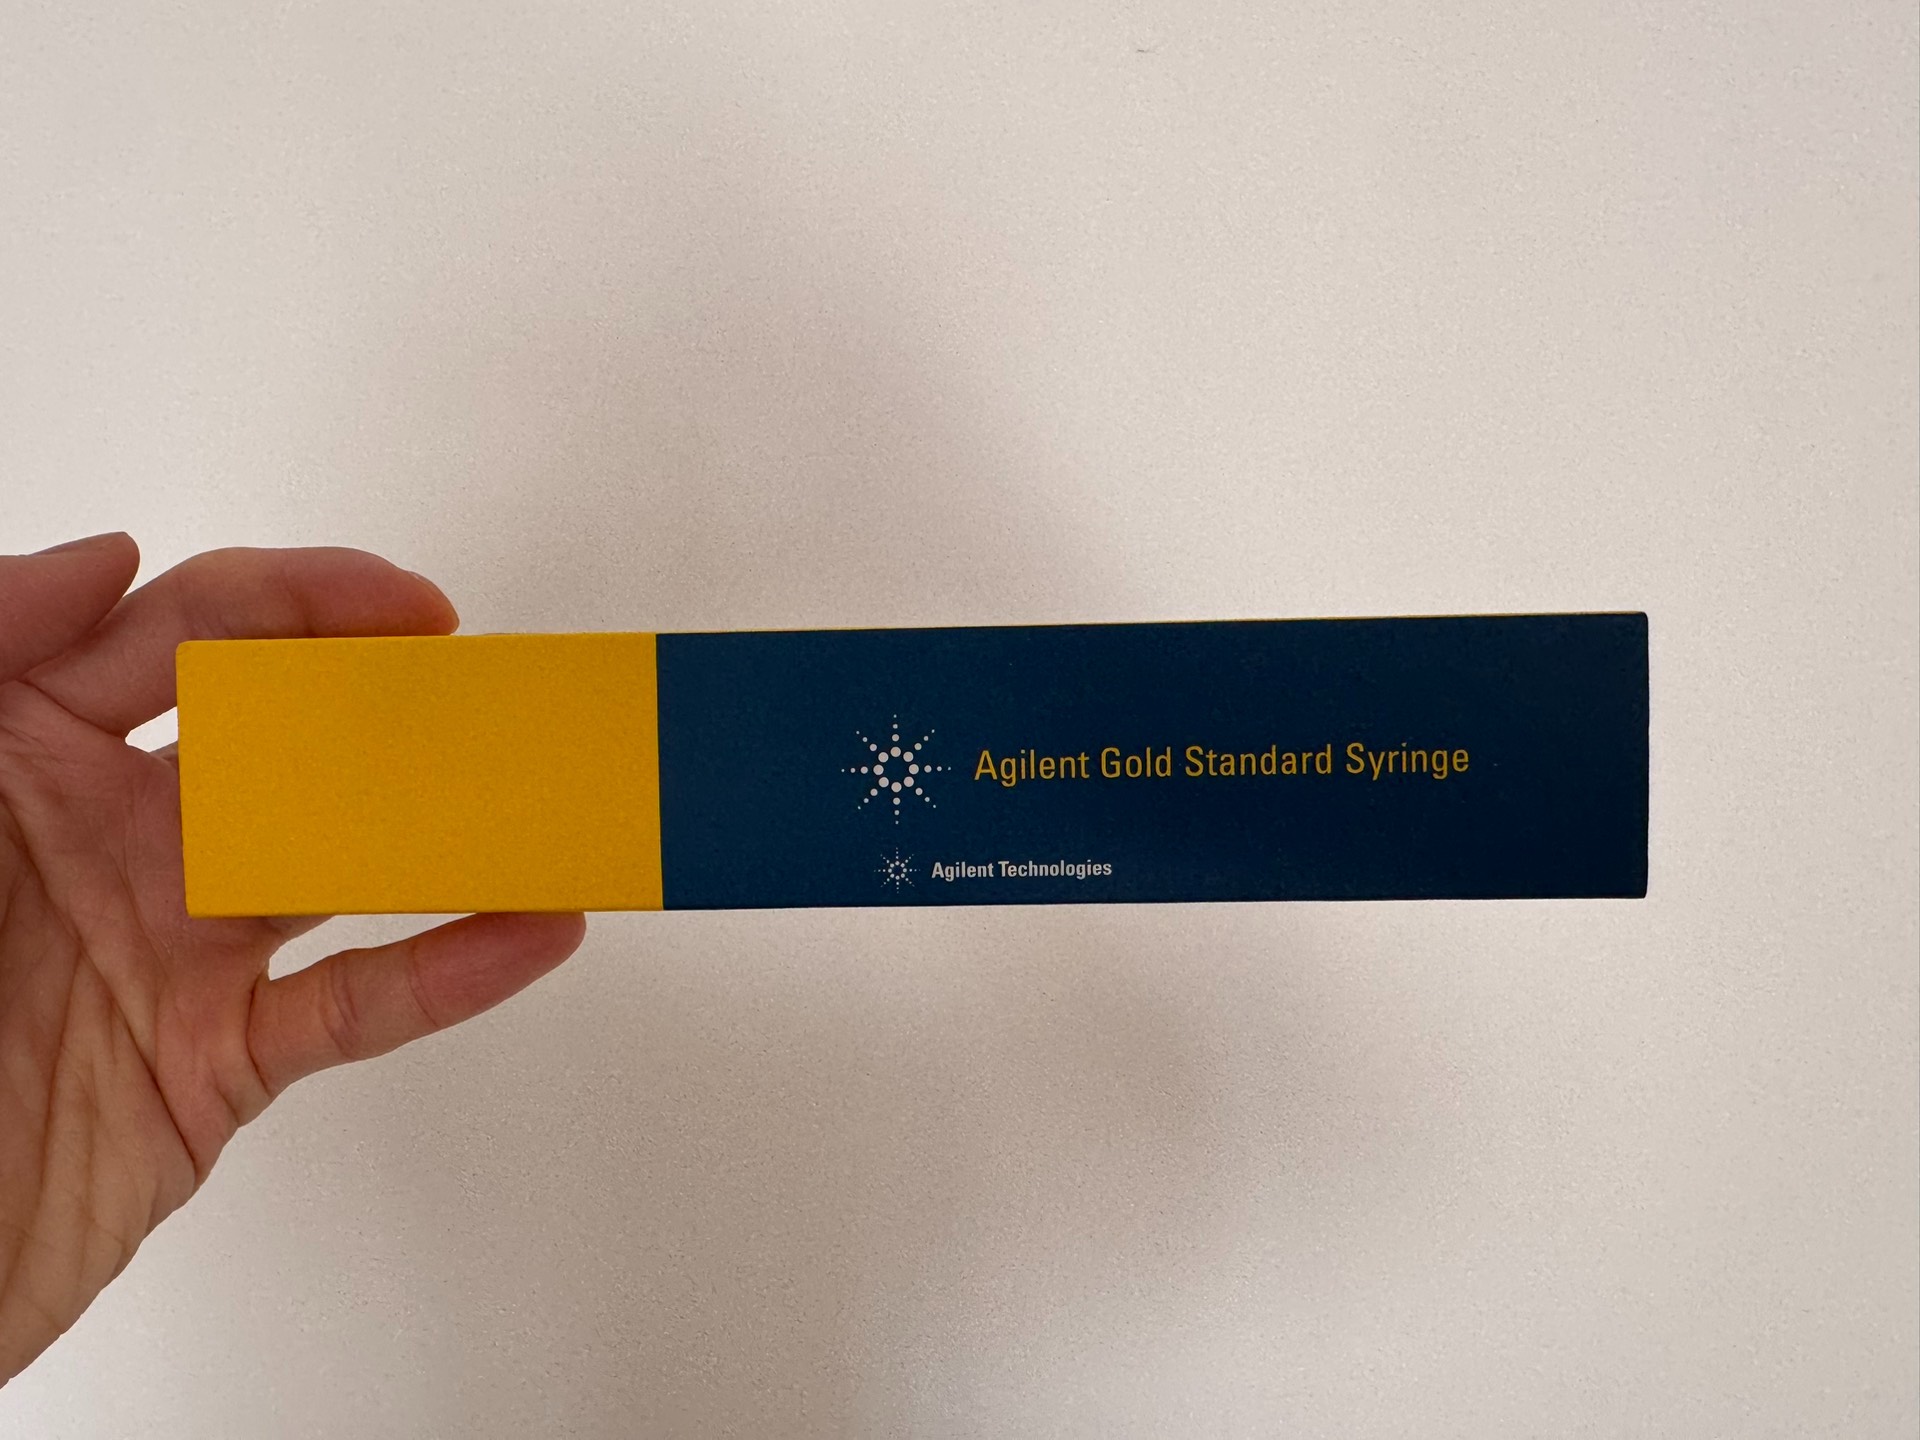 Agilent Gold Standard Syringe
Agilent Technologies